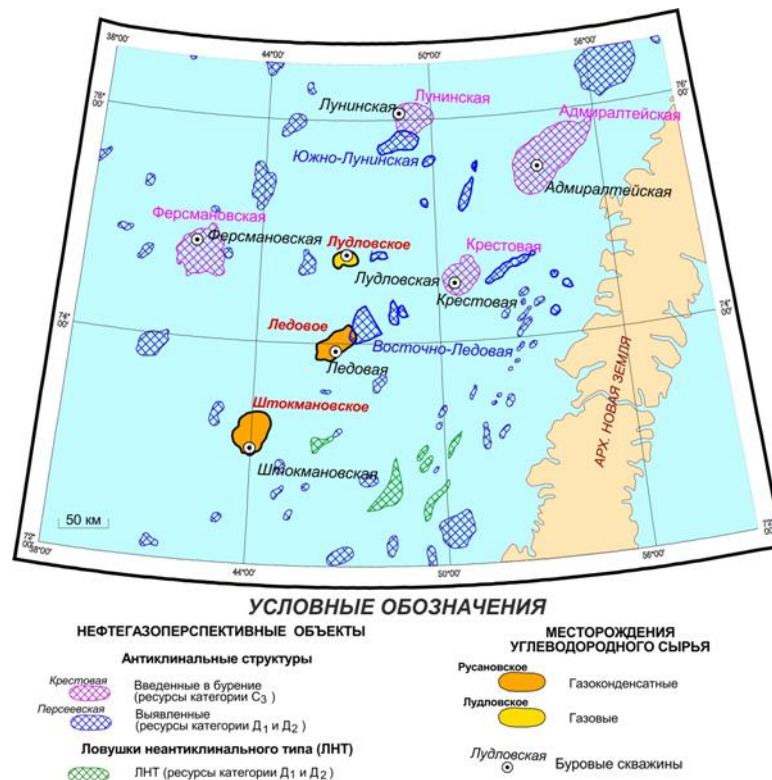 38°00'
44°00'
50°00'
56°00'
76°
00'
76°
00'
Лунинская
Лунинская
Адмиралтейская
Южно-Лунинская
Адмиралтейская
Ферсмановская
Ферсмановская
Лудловское
Крестовая
Лудловская
Крестовая
74°
00'
74°
00'
Ледовое
Восточно-Ледовая
Ледовая
Штокмановское
АРХ. НОВАЯ ЗЕМЛЯ
Штокмановская
50 км
72°
00'
72°
00'
38°00'
44°00'
50°00'
56°00'
УСЛОВНЫЕ ОБОЗНАЧЕНИЯ
НЕФТЕГАЗОПЕРСПЕКТИВНЫЕ ОБЪЕКТЫ
Антиклинальные структуры
Крестовая
Введенные в бурение
(ресурсы категории С₃)
Персеевская
Выявленные
(ресурсы категории Д₁ и Д₂)
Ловушки неантиклинального типа (ЛНТ)
ЛНТ (ресурсы категории Д₁ и Д₂)
МЕСТОРОЖДЕНИЯ
УГЛЕВОДОРОДНОГО СЫРЬЯ
Русановское
Газоконденсатные
Лудловское
Газовые
Лудловская
Буровые скважины